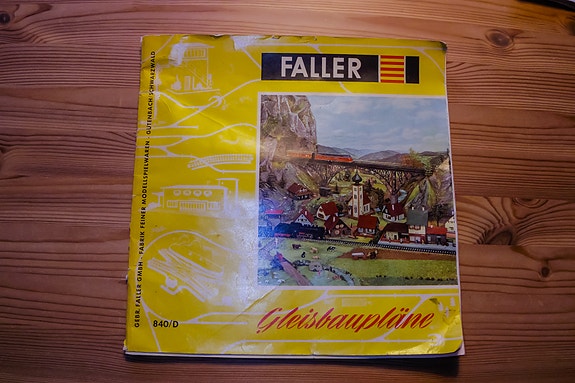 FALLER
GEBR. FALLER GMBH · FABRIK FEINER MODELLSPIELWAREN · GÜTENBACH/SCHWARZWALD
840/D
Gleisbaupläne